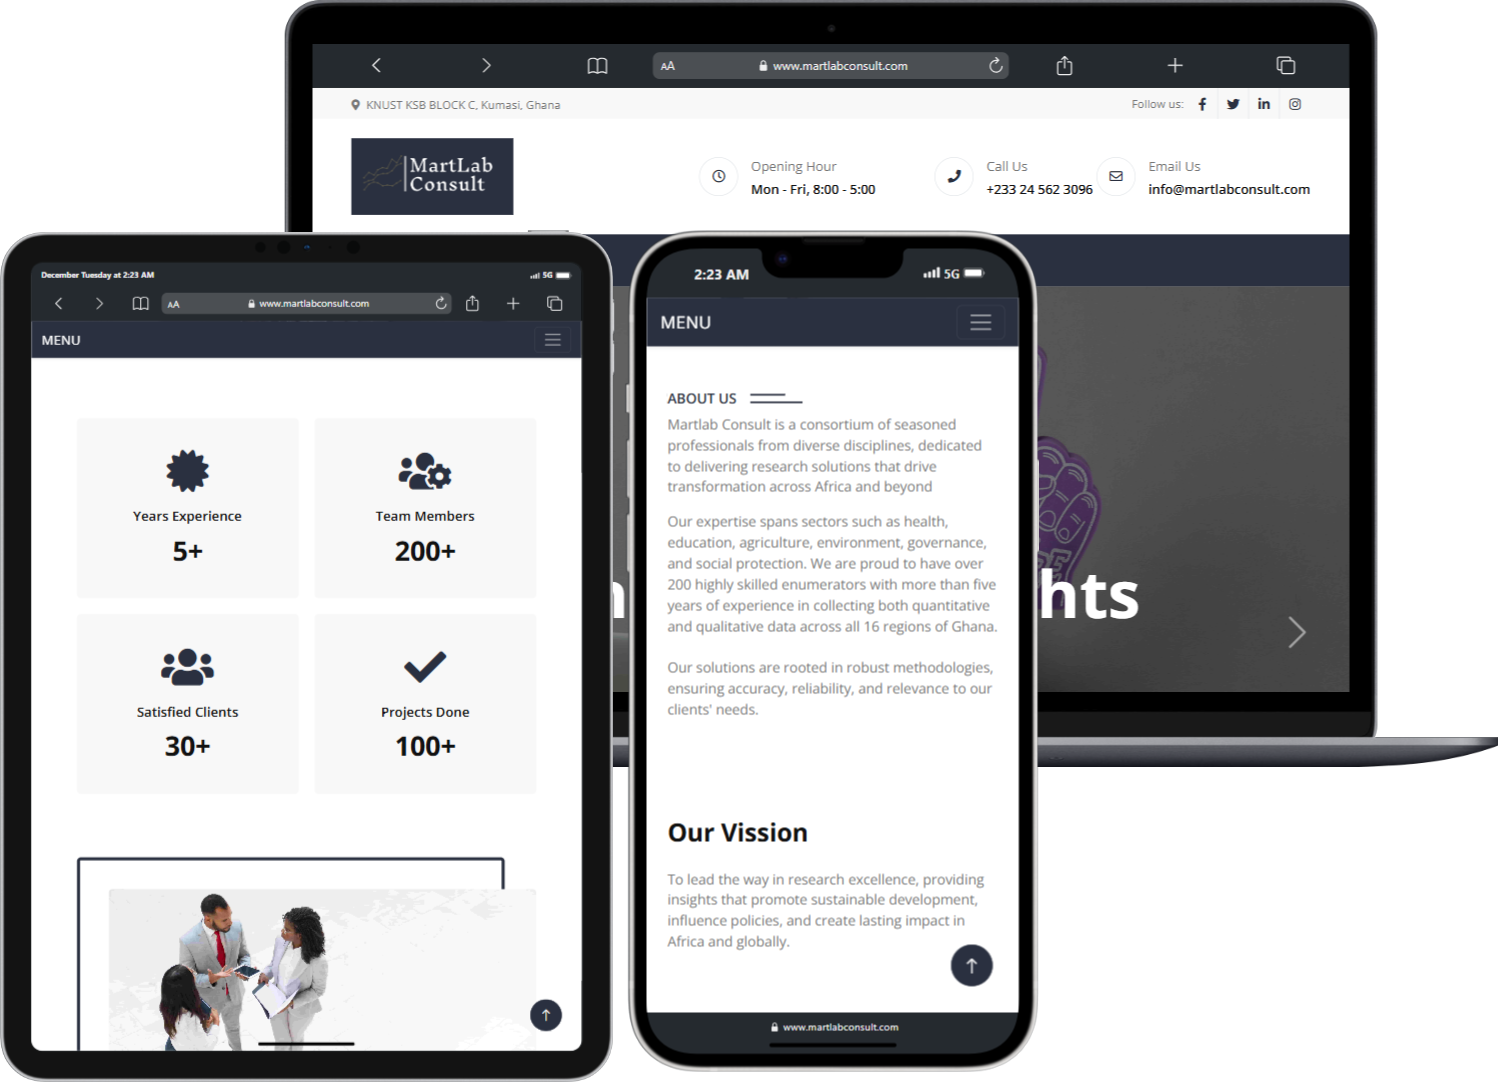 AA
www.martlabconsult.com
KNUST KSB BLOCK C, Kumasi, Ghana
Follow us:
MartLab
Consult
Opening Hour
Mon - Fri, 8:00 - 5:00
Call Us
+233 24 562 3096
Email Us
info@martlabconsult.com
hts
December Tuesday at 2:23 AM
5G
AA
www.martlabconsult.com
MENU
Years Experience
5+
Team Members
200+
Satisfied Clients
30+
Projects Done
100+
2:23 AM
5G
MENU
ABOUT US
Martlab Consult is a consortium of seasoned
professionals from diverse disciplines, dedicated
to delivering research solutions that drive
transformation across Africa and beyond
Our expertise spans sectors such as health,
education, agriculture, environment, governance,
and social protection. We are proud to have over
200 highly skilled enumerators with more than five
years of experience in collecting both quantitative
and qualitative data across all 16 regions of Ghana.
Our solutions are rooted in robust methodologies,
ensuring accuracy, reliability, and relevance to our
clients' needs.
Our Vission
To lead the way in research excellence, providing
insights that promote sustainable development,
influence policies, and create lasting impact in
Africa and globally.
www.martlabconsult.com